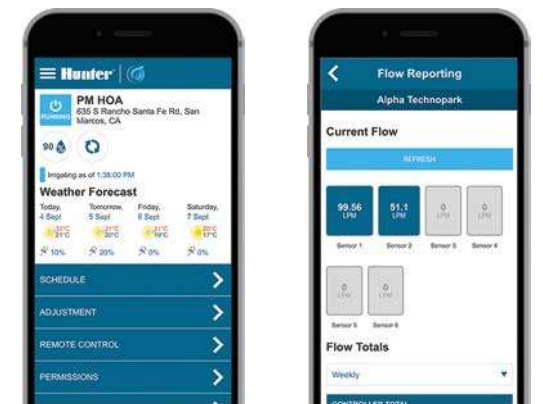 Hunter
PM HOA
635 S Rancho Santa Fe Rd, San
Marcos, CA
RUNNING
90
Irrigating as of 1:36:00 PM
Weather Forecast
Today, Tomorrow, Friday, Saturday,
4 Sept 5 Sept 6 Sept 7 Sept
10% 20% 0% 0%
SCHEDULE
ADJUSTMENT
REMOTE CONTROL
PERMISSIONS
Flow Reporting
Alpha Technopark
Current Flow
REFRESH
99.56 51.1 0 0
LPM LPM LPM LPM
Sensor 1 Sensor 2 Sensor 3 Sensor 4
0 0
LPM LPM
Sensor 5 Sensor 6
Flow Totals
Weekly
CONTROLLER TOTAL